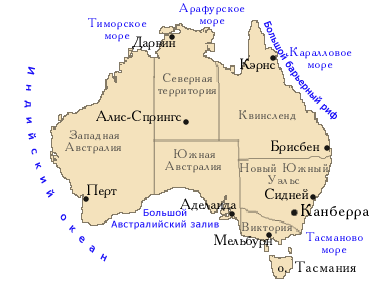 Арафурское
море
Тиморское
море
Дарвин
Большой барьерный риф
Каралловое
море
Кэрнс
Индийский океан
Северная
территория
Алис-Спрингс
Квинсленд
Западная
Австралия
Южная
Австралия
Брисбен
Новый Южный
Уэльс
Перт
Сидней
Аделаида
Большой
Австралийский залив
Канберра
Виктория
Мельбурн
Тасманово
море
о. Тасмания